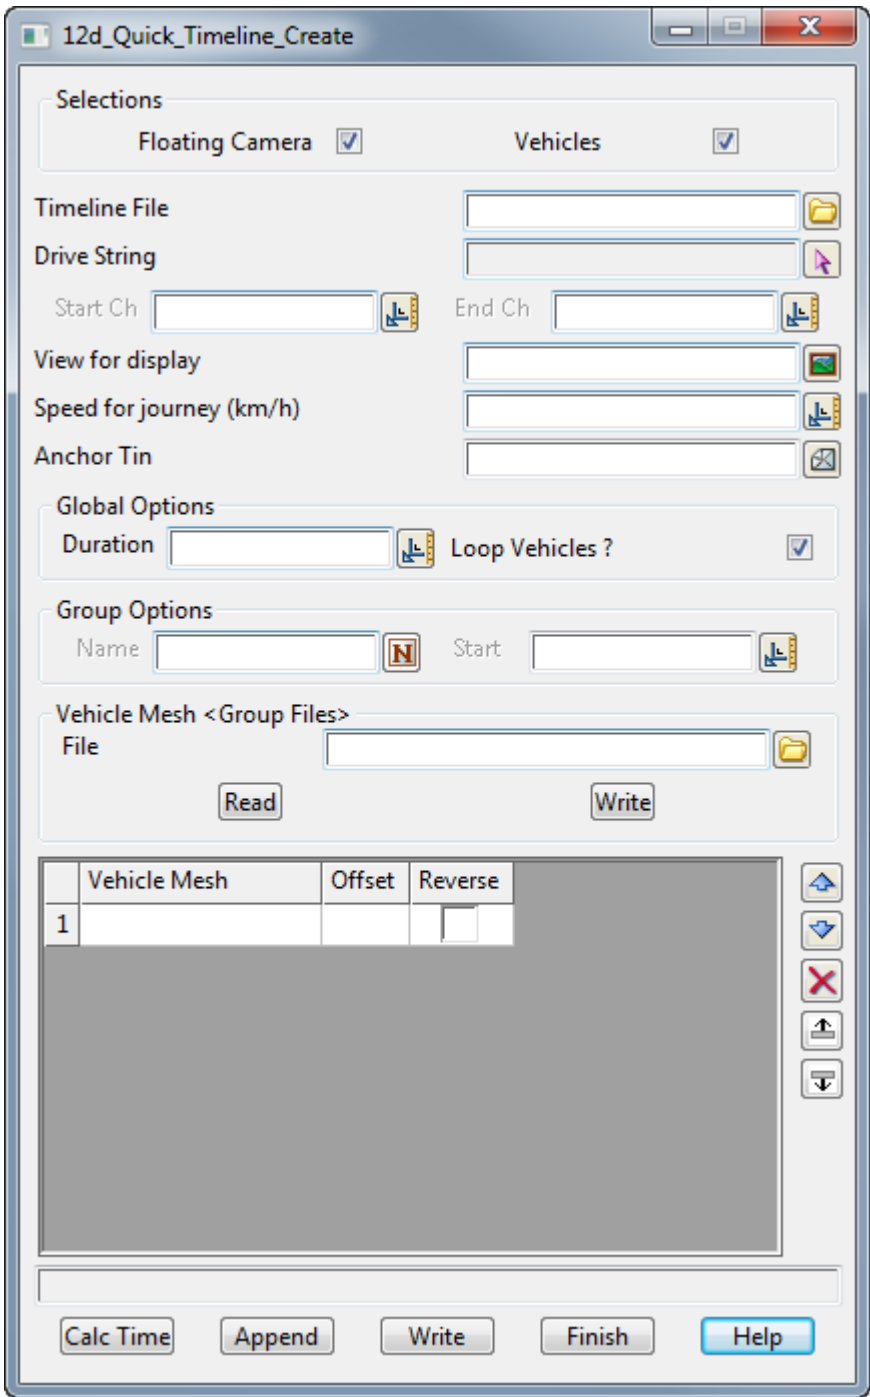 12d_Quick_Timeline_Create
Selections
Floating Camera Vehicles
Timeline File
Drive String
Start Ch End Ch
View for display
Speed for journey (km/h)
Anchor Tin
Global Options
Duration Loop Vehicles ?
Group Options
Name N Start
Vehicle Mesh <Group Files>
File
Read Write
Vehicle Mesh Offset Reverse
1
Calc Time Append Write Finish Help